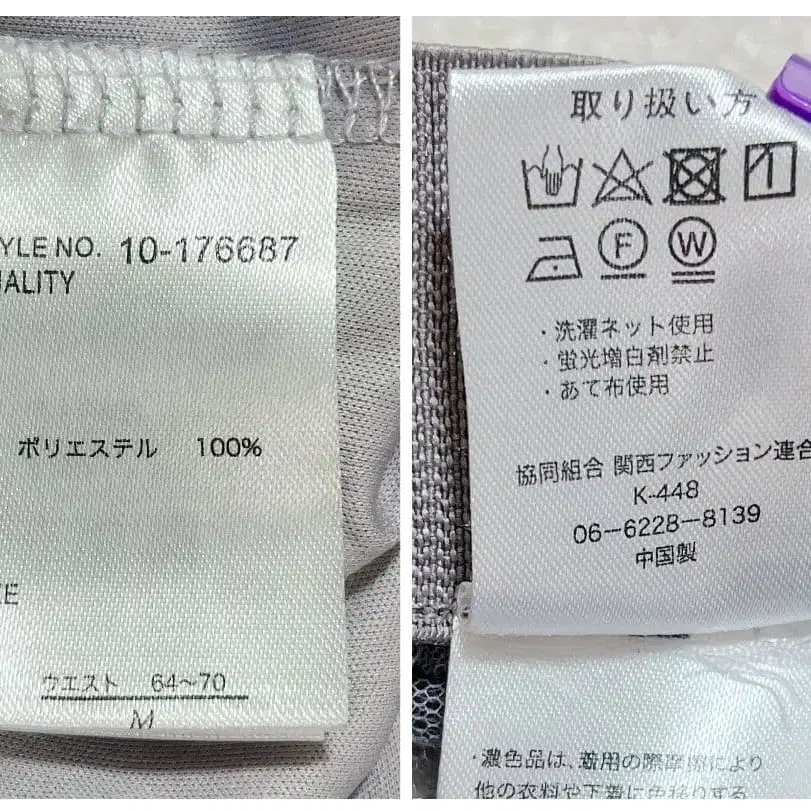 YLE NO. 10-176687
ALITY
ポリエステル 100%
ウエスト 64〜70
M
取り扱い方
F W
・洗濯ネット使用
・蛍光増白剤禁止
・あて布使用
協同組合 関西ファッション連合
K-448
06-6228-8139
中国製
・濃色品は、着用の際摩擦により
他の衣料や下着に色移りする